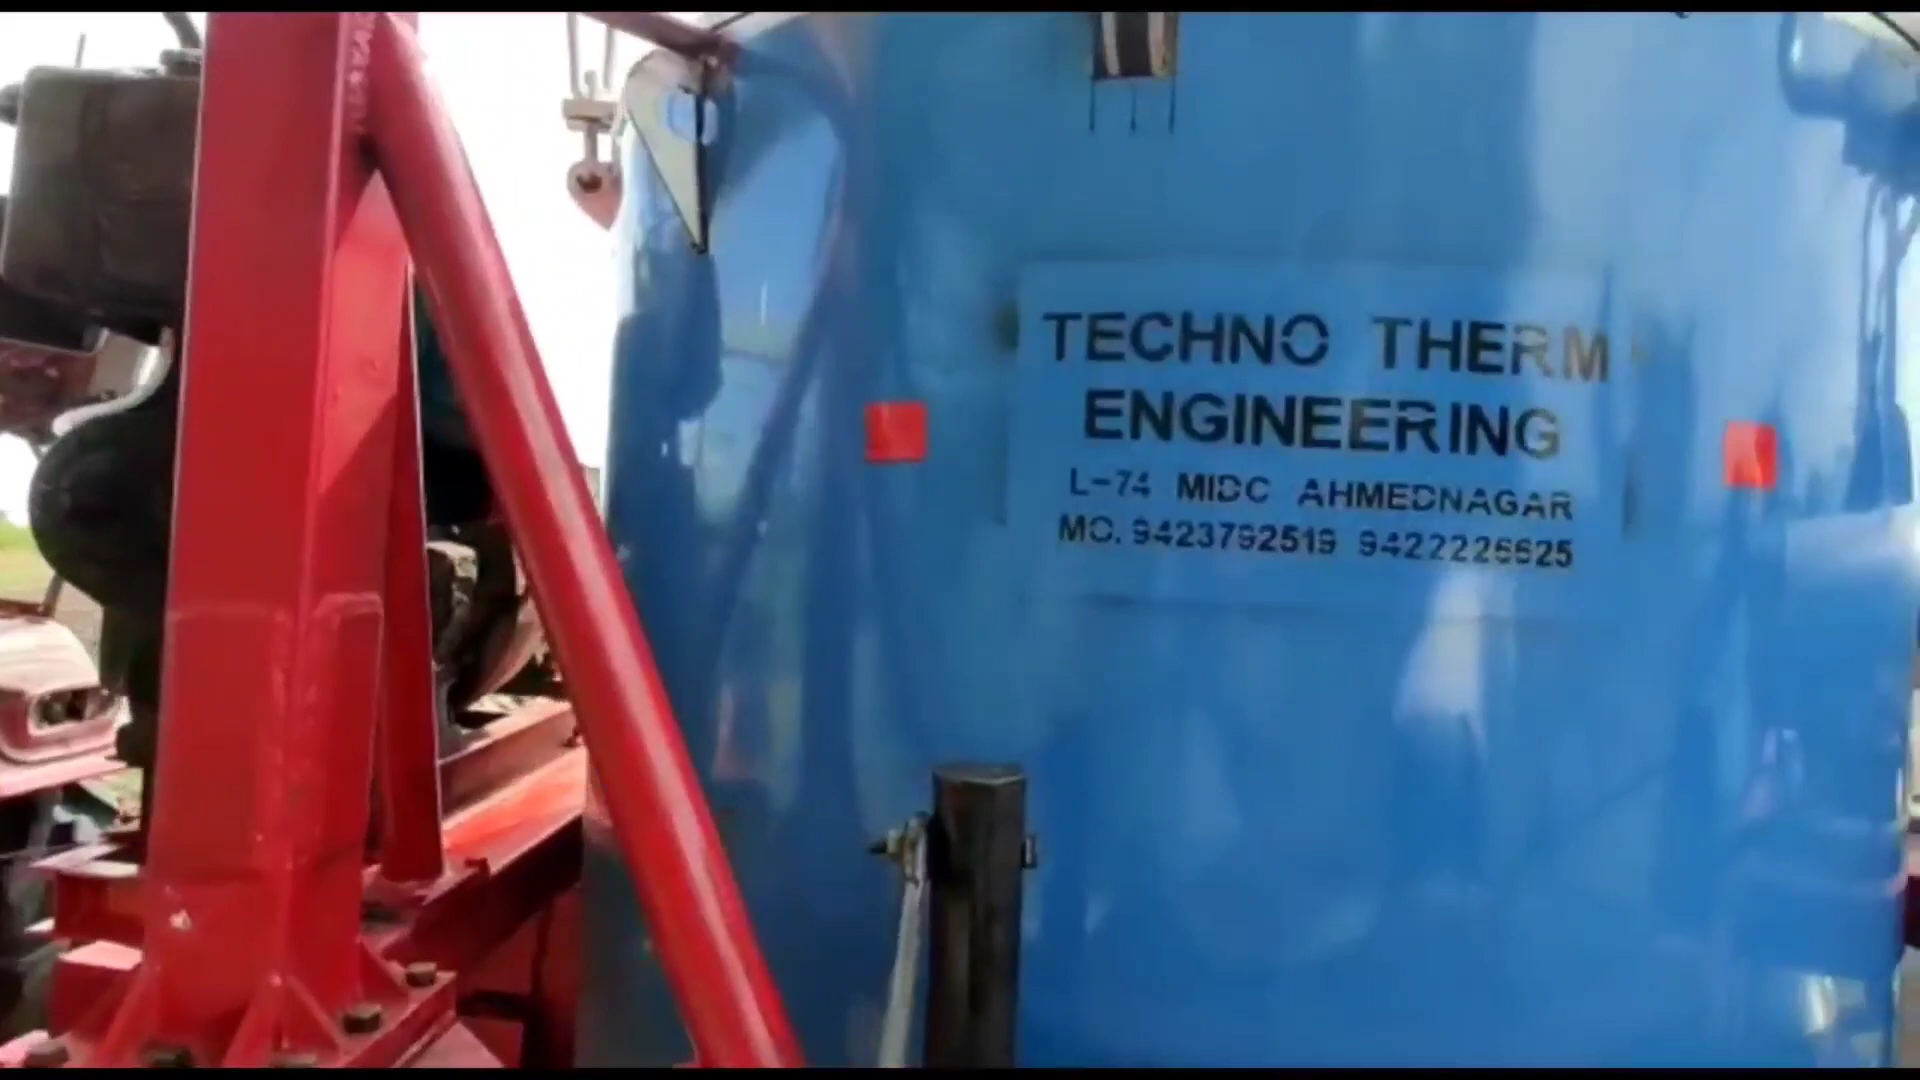 TECHNO THERM
ENGINEERING
L-74 MIDC AHMEDNAGAR
MO. 9423792519 9422225625